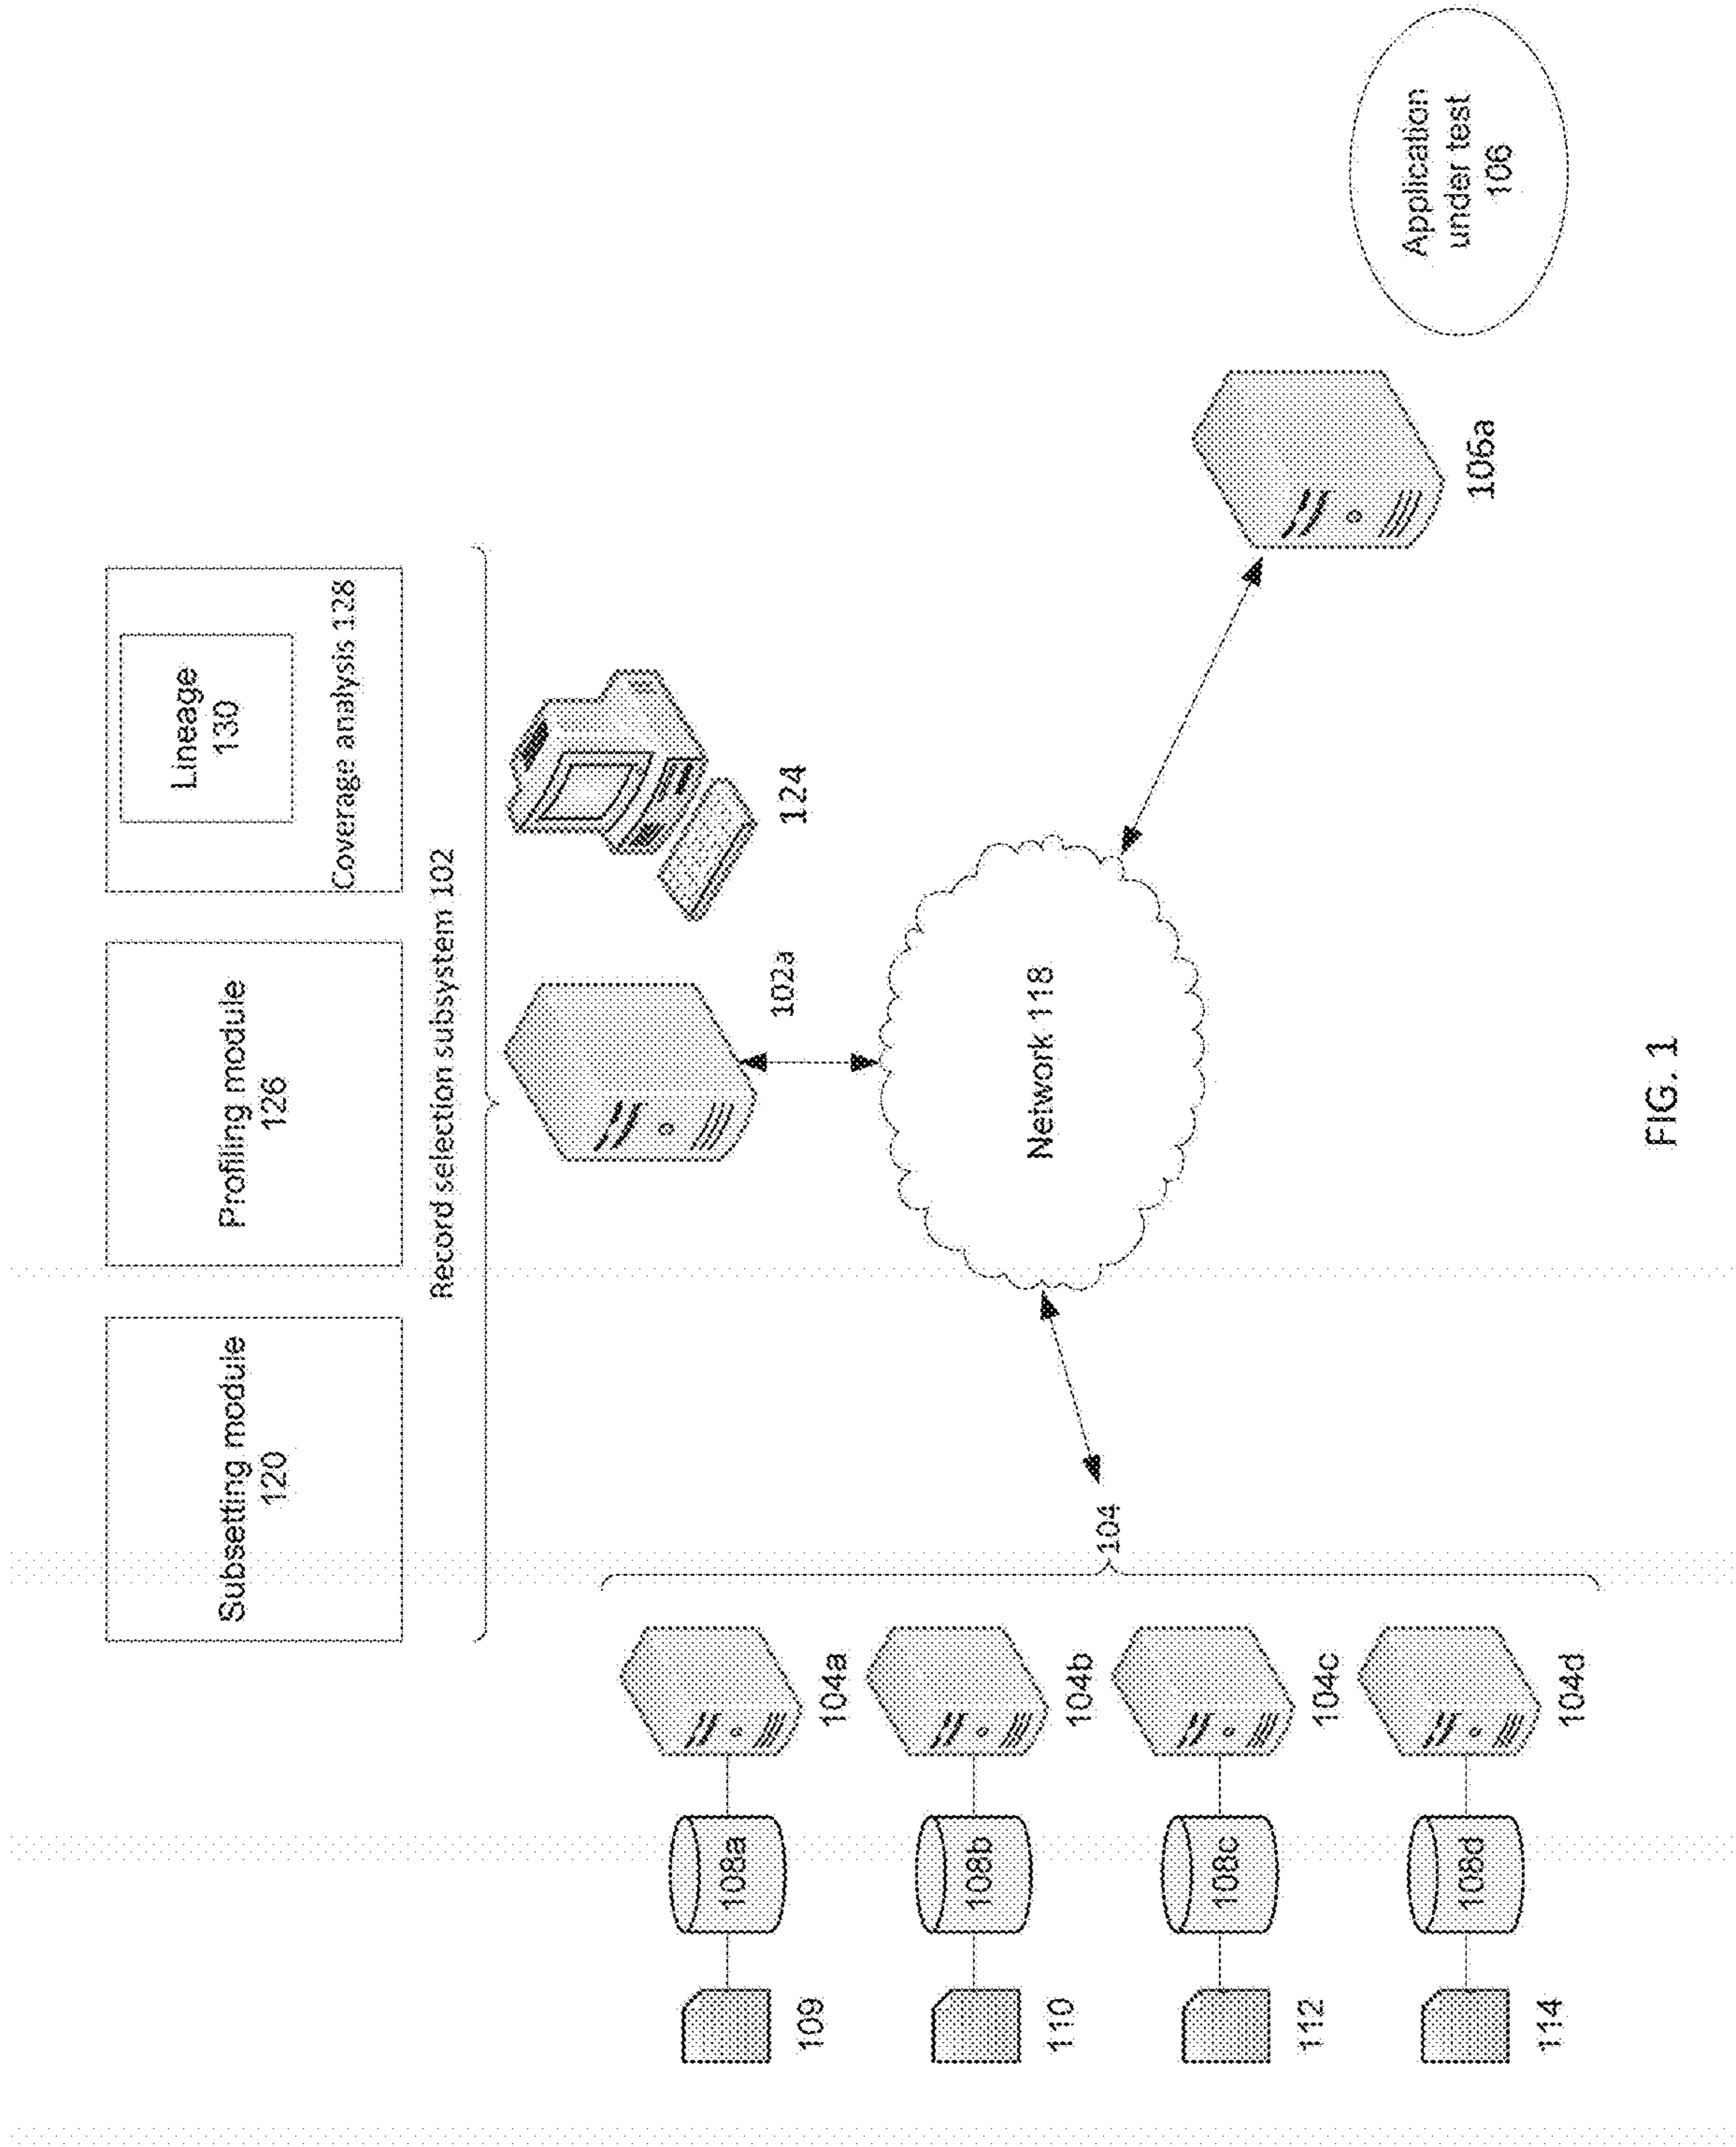 Subsetting module
120
Profiling module
126
Lineage
130
Coverage analysis 128
Record selection subsystem 102
102a
124
109
108a
104a
110
108b
104b
112
108c
104c
114
108d
104d
104
Network 118
106a
Application
under test
106
FIG. 1